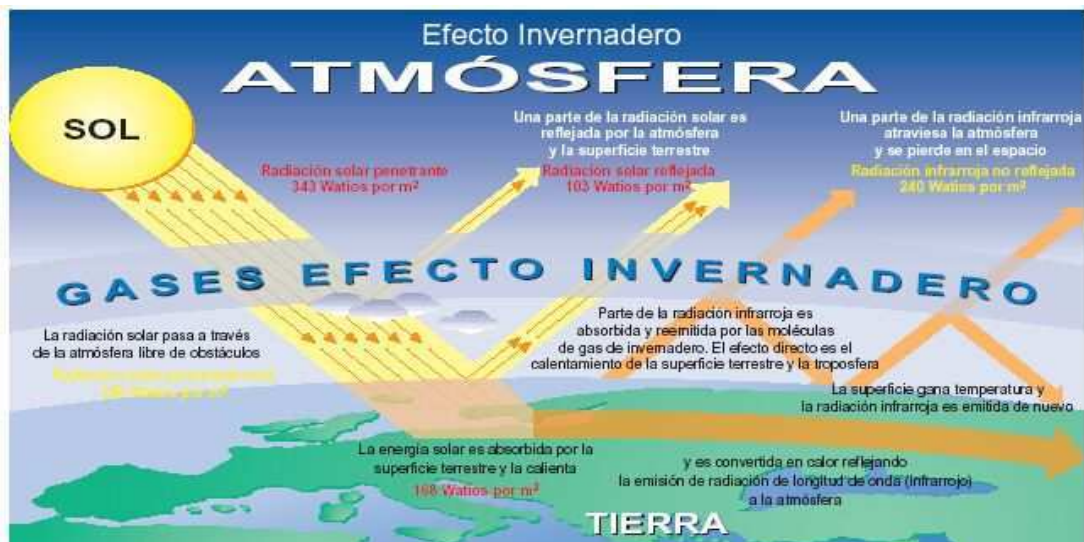 Efecto Invernadero
ATMÓSFERA
SOL
Una parte de la radiación solar es
reflejada por la atmósfera
y la superficie terrestre
Radiación solar reflejada
103 Watios por m²
Una parte de la radiación infrarroja
atraviesa la atmósfera
y se pierde en el espacio
Radiación infrarroja no reflejada
240 Watios por m²
Radiación solar penetrante
343 Watios por m²
GASES EFECTO INVERNADERO
La radiación solar pasa a través
de la atmósfera libre de obstáculos
Parte de la radiación infrarroja es
absorbida y reemitida por las moléculas
de gas de invernadero. El efecto directo es el
calentamiento de la superficie terrestre y la troposfera
La superficie gana temperatura y
la radiación infrarroja es emitida de nuevo
La energía solar es absorbida por la
superficie terrestre y la calienta
168 Watios por m²
y es convertida en calor reflejando
la emisión de radiación de longitud de onda (infrarrojo)
a la atmósfera
TIERRA